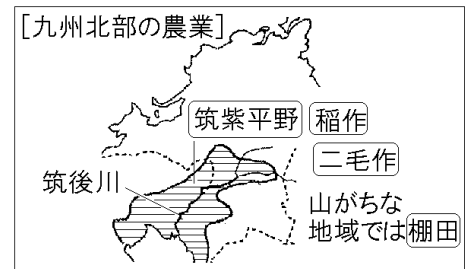 [九州北部の農業]
筑紫平野 稲作
二毛作
筑後川
山がちな
地域では棚田